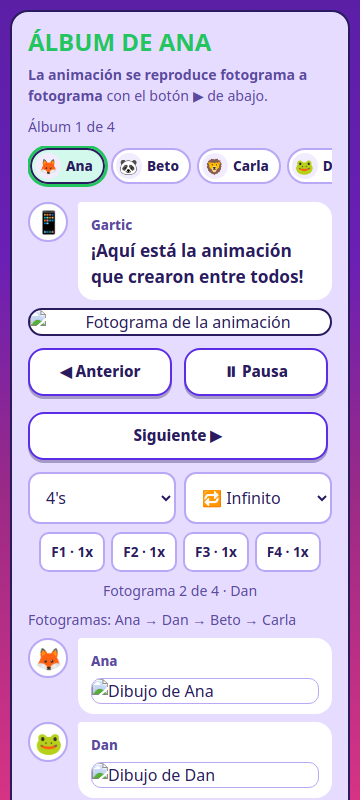 ÁLBUM DE ANA
La animación se reproduce fotograma a
fotograma con el botón ▶ de abajo.
Álbum 1 de 4
Ana
Beto
Carla
D
Gartic
¡Aquí está la animación
que crearon entre todos!
Fotograma de la animación
◀ Anterior
⏸ Pausa
Siguiente ▶
4's
🔁 Infinito
F1 · 1x
F2 · 1x
F3 · 1x
F4 · 1x
Fotograma 2 de 4 · Dan
Fotogramas: Ana → Dan → Beto → Carla
Ana
Dibujo de Ana
Dan
Dibujo de Dan